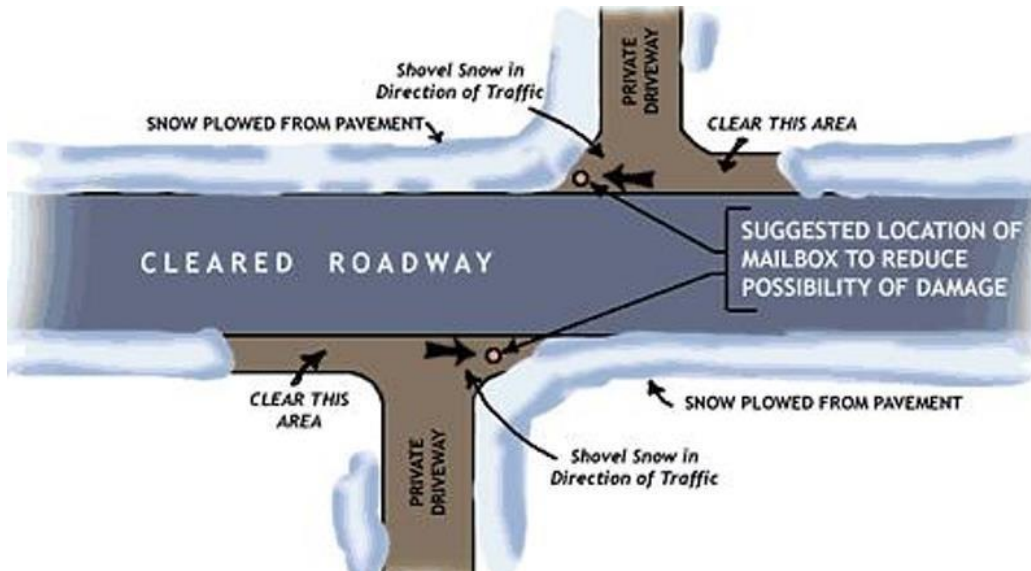 PRIVATE
DRIVEWAY
Shovel Snow in
Direction of Traffic
SNOW PLOWED FROM PAVEMENT
CLEAR THIS AREA
CLEARED ROADWAY
SUGGESTED LOCATION OF
MAILBOX TO REDUCE
POSSIBILITY OF DAMAGE
CLEAR THIS
AREA
SNOW PLOWED FROM PAVEMENT
Shovel Snow in
Direction of Traffic
PRIVATE
DRIVEWAY